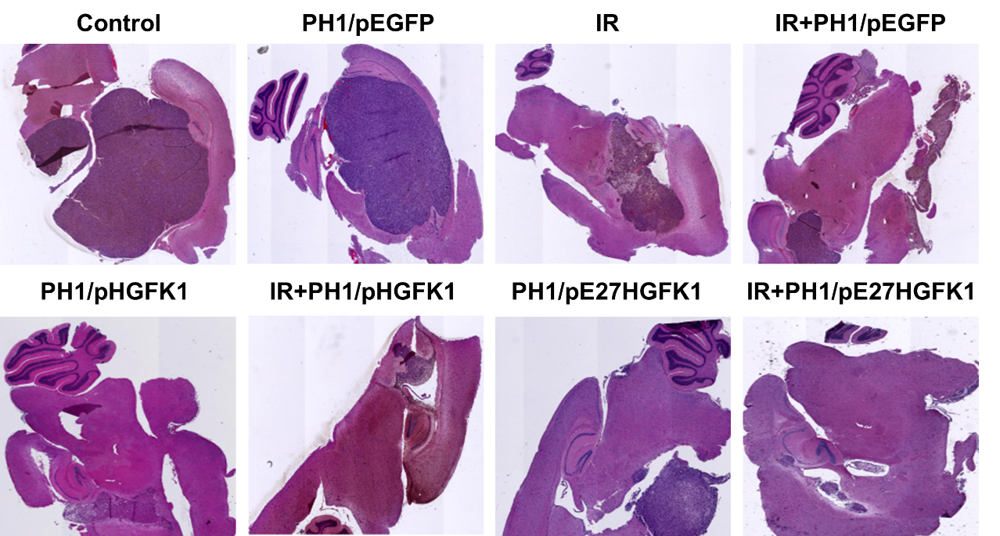 Control
PH1/pEGFP
IR
IR+PH1/pEGFP
PH1/pHGFK1
IR+PH1/pHGFK1
PH1/pE27HGFK1
IR+PH1/pE27HGFK1